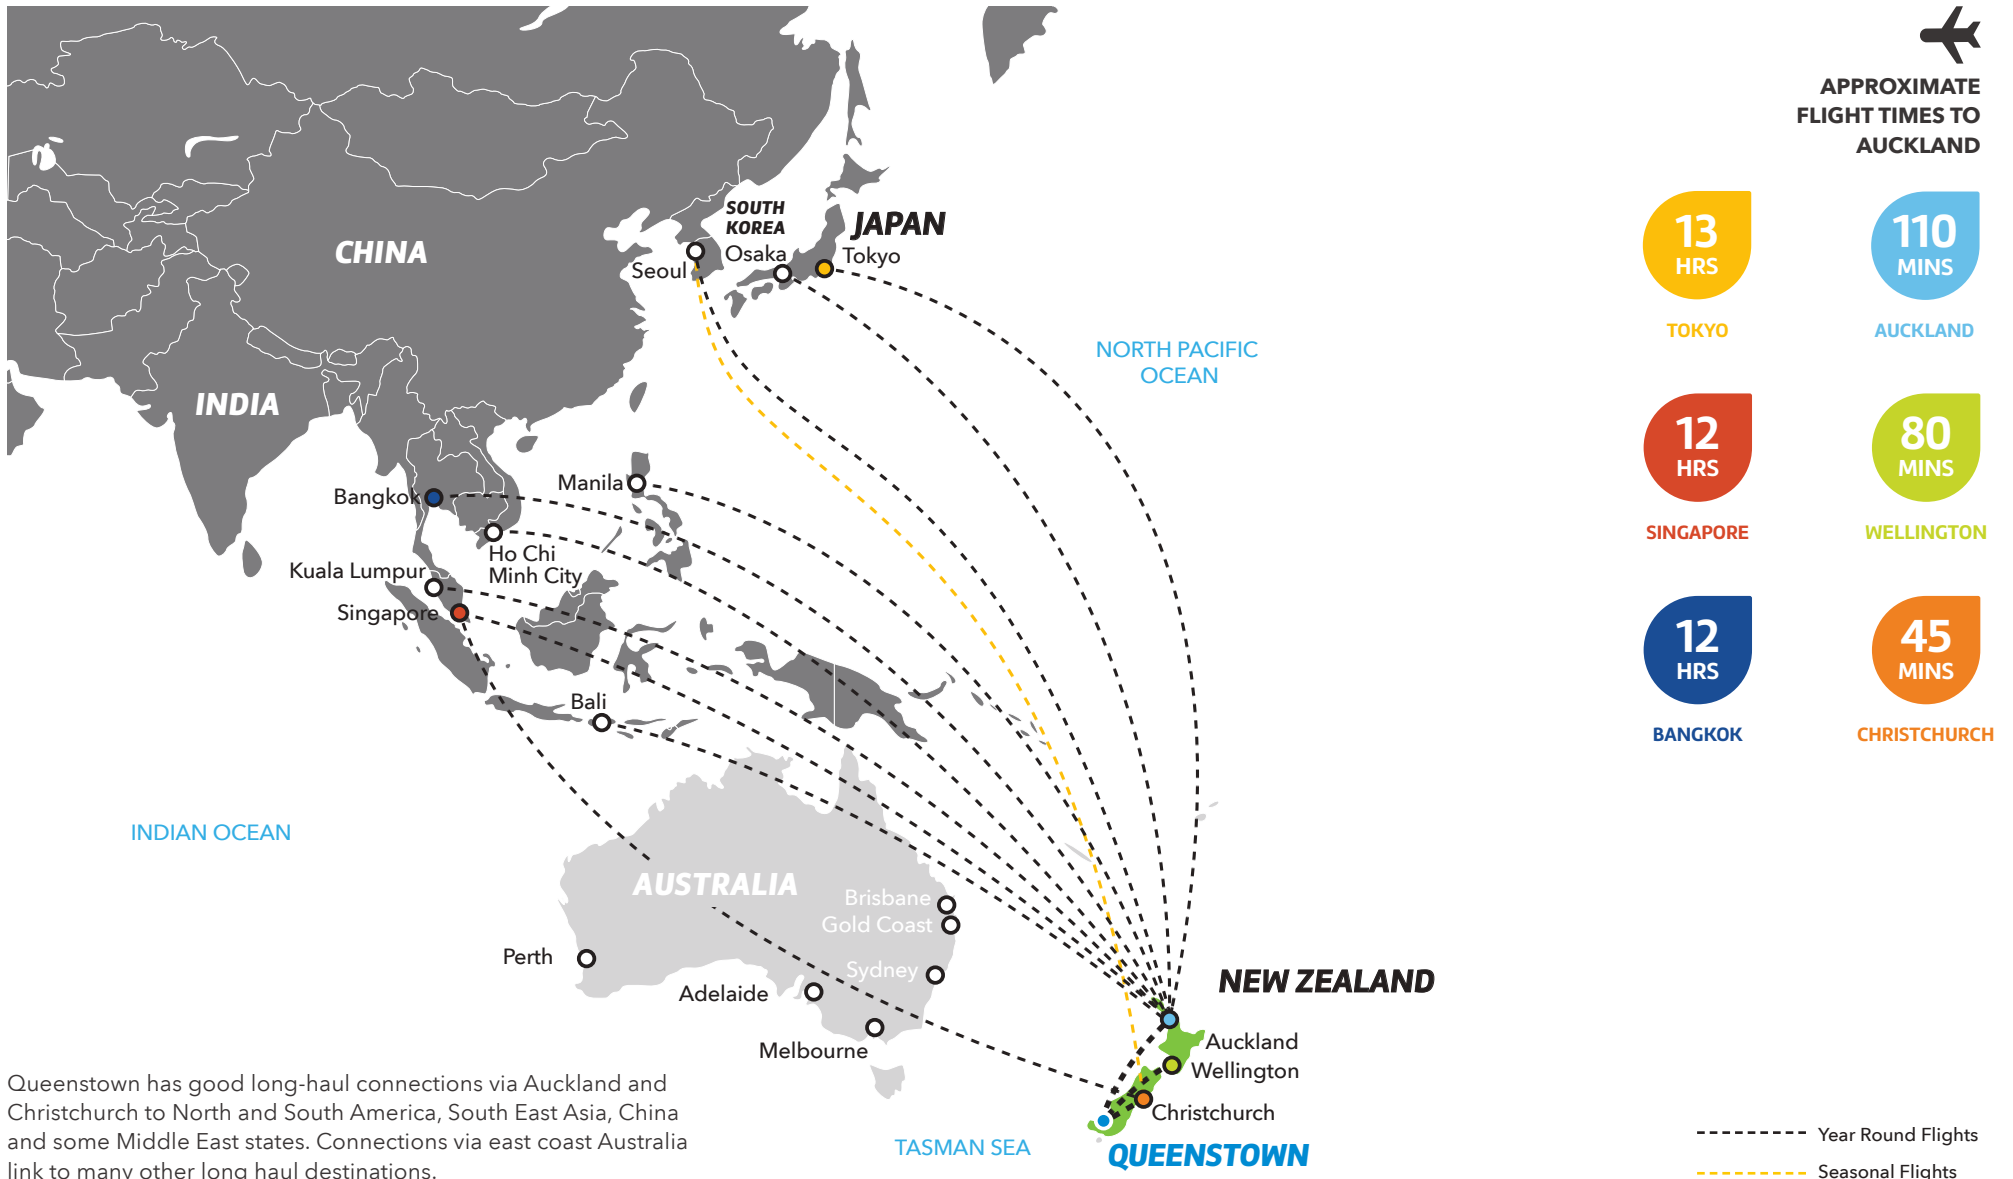 APPROXIMATE
FLIGHT TIMES TO
AUCKLAND
13
HRS
TOKYO
110
MINS
AUCKLAND
12
HRS
SINGAPORE
80
MINS
WELLINGTON
12
HRS
BANGKOK
45
MINS
CHRISTCHURCH
CHINA
INDIA
SOUTH
KOREA
JAPAN
Seoul
Osaka
Tokyo
NORTH PACIFIC
OCEAN
Bangkok
Manila
Ho Chi
Minh City
Kuala Lumpur
Singapore
Bali
INDIAN OCEAN
AUSTRALIA
Brisbane
Gold Coast
Perth
Sydney
Adelaide
Melbourne
NEW ZEALAND
Auckland
Wellington
Christchurch
TASMAN SEA
QUEENSTOWN
Queenstown has good long-haul connections via Auckland and
Christchurch to North and South America, South East Asia, China
and some Middle East states. Connections via east coast Australia
link to many other long haul destinations.
Year Round Flights
Seasonal Flights